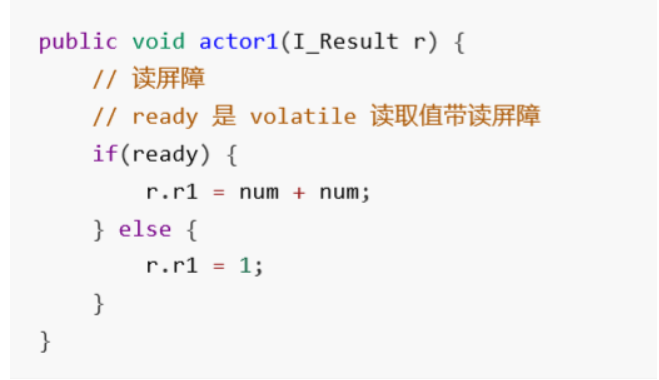 public void actor1(I_Result r) {
// 读屏障
// ready 是 volatile 读取值带读屏障
if(ready) {
r.r1 = num + num;
} else {
r.r1 = 1;
}
}